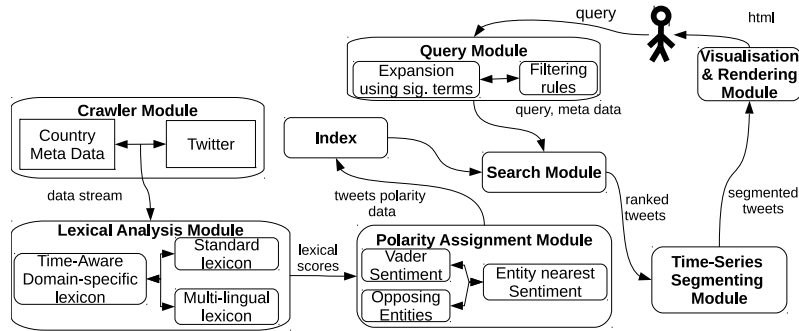 query
html
Query Module
Expansion
using sig. terms
Filtering
rules
Visualisation
& Rendering
Module
Crawler Module
Country
Meta Data
Twitter
query, meta data
Index
Search Module
data stream
tweets polarity
data
ranked
tweets
segmented
tweets
Lexical Analysis Module
Time-Aware
Domain-specific
lexicon
Standard
lexicon
Multi-lingual
lexicon
lexical
scores
Polarity Assignment Module
Vader
Sentiment
Opposing
Entities
Entity nearest
Sentiment
Time-Series
Segmenting
Module